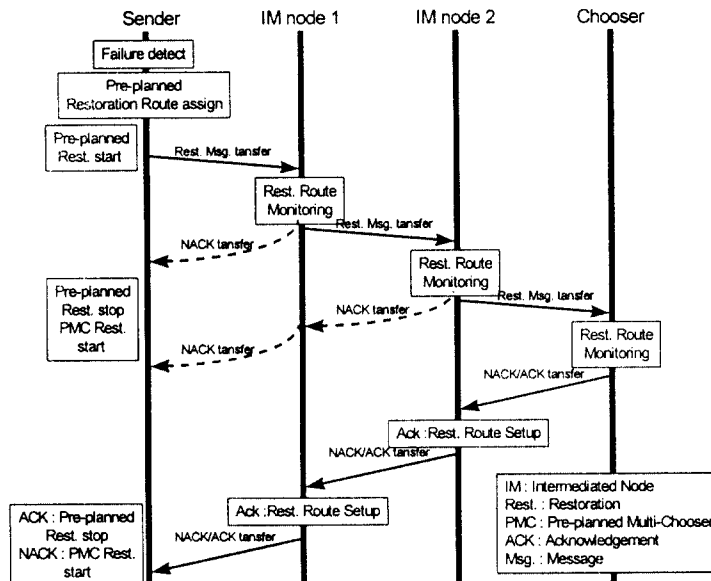 Sender
IM node 1
IM node 2
Chooser
Failure detect
Pre-planned
Restoration Route assign
Pre-planned
Rest. start
Rest. Msg. tansfer
Rest. Route
Monitoring
Rest. Msg. tansfer
NACK tansfer
Rest. Route
Monitoring
Rest. Msg. tansfer
Pre-planned
Rest. stop
PMC Rest.
start
NACK tansfer
NACK tansfer
Rest. Route
Monitoring
NACK/ACK tansfer
Ack :Rest. Route Setup
NACK/ACK tansfer
Ack :Rest. Route Setup
NACK/ACK tansfer
ACK : Pre-planned
Rest. stop
NACK : PMC Rest.
start
IM : Intermediated Node
Rest. : Restoration
PMC : Pre-planned Multi-Chooser
ACK : Acknowledgement
Msg. : Message